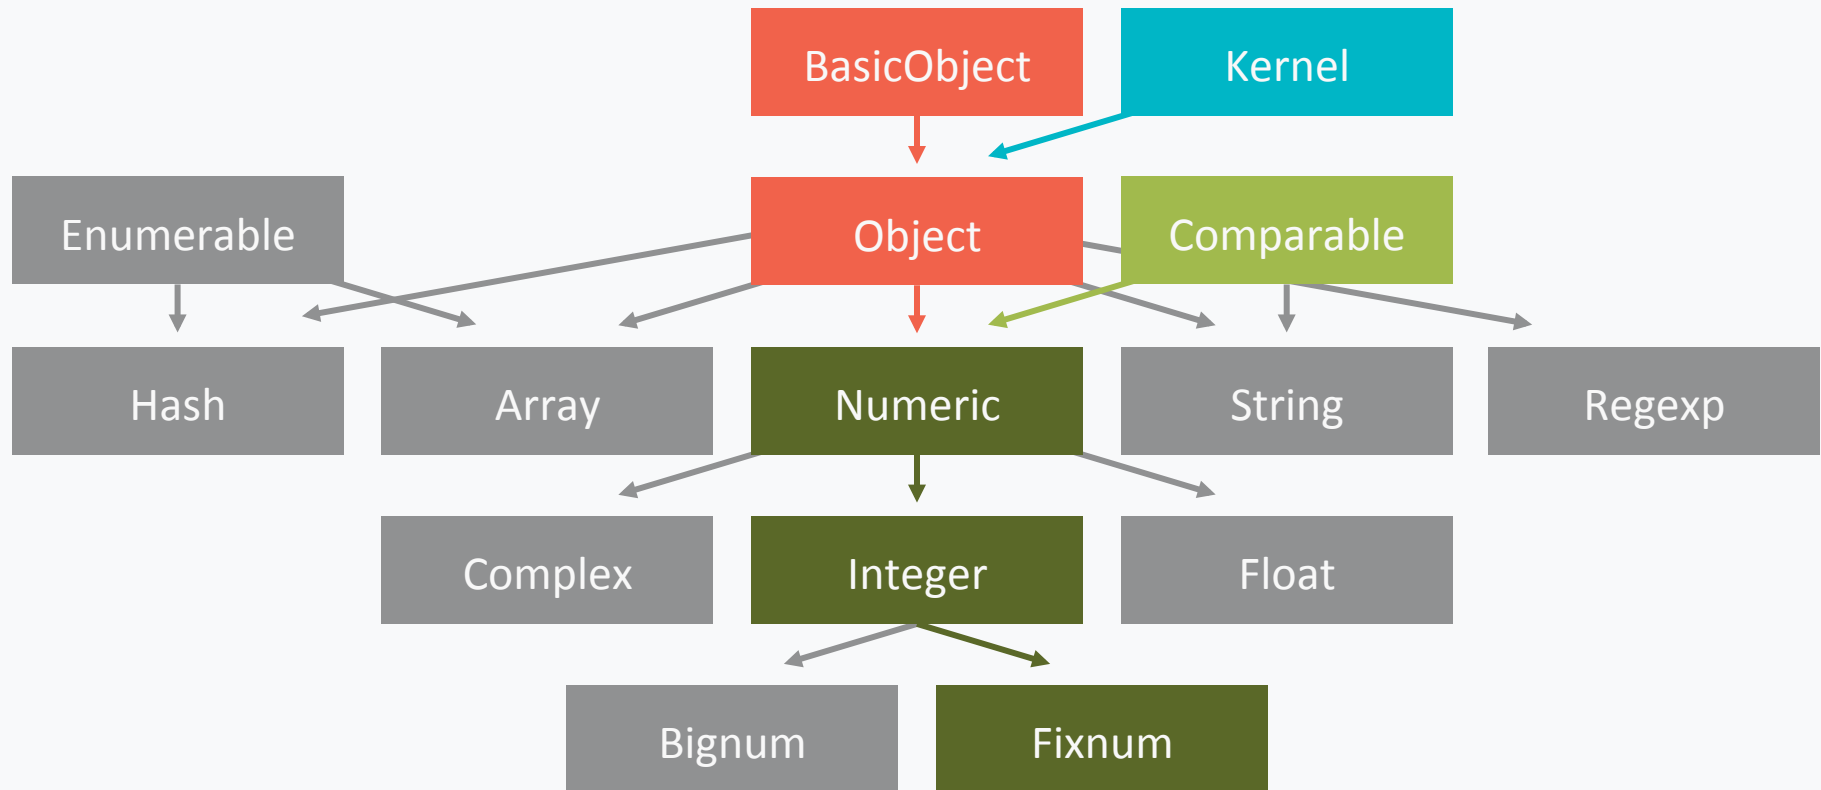 BasicObject
Kernel
Enumerable
Object
Comparable
Hash
Array
Numeric
String
Regexp
Complex
Integer
Float
Bignum
Fixnum